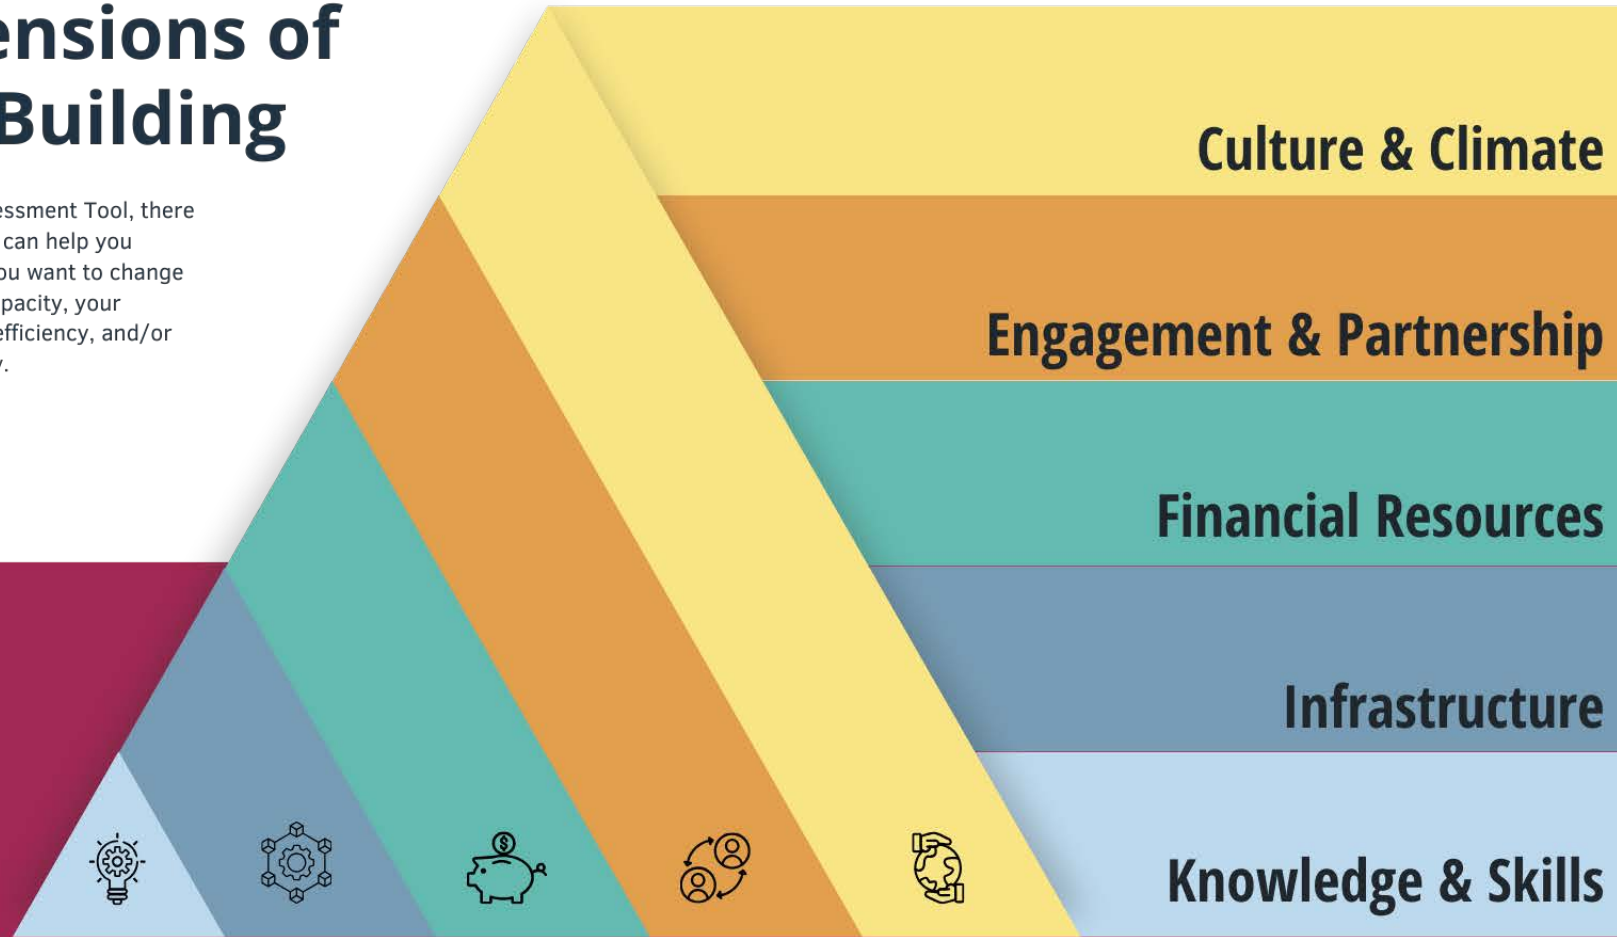 ensions of
Building
essment Tool, there
can help you
ou want to change
pacity, your
efficiency, and/or
y.
Culture & Climate
Engagement & Partnership
Financial Resources
Infrastructure
Knowledge & Skills
$